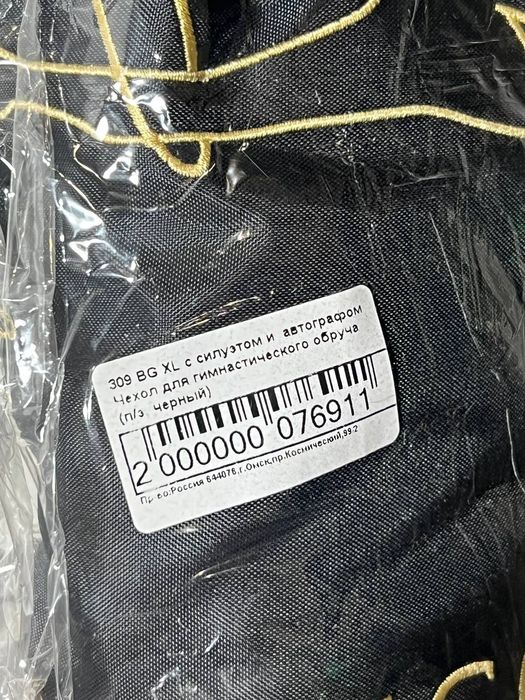 309 BG XL с силуэтом и автографом
Чехол для гимнастического обруча
(п/э, черный)
2 000000 076911
Пр-во:Россия 644076,г.Омск,пр.Космический,99.2